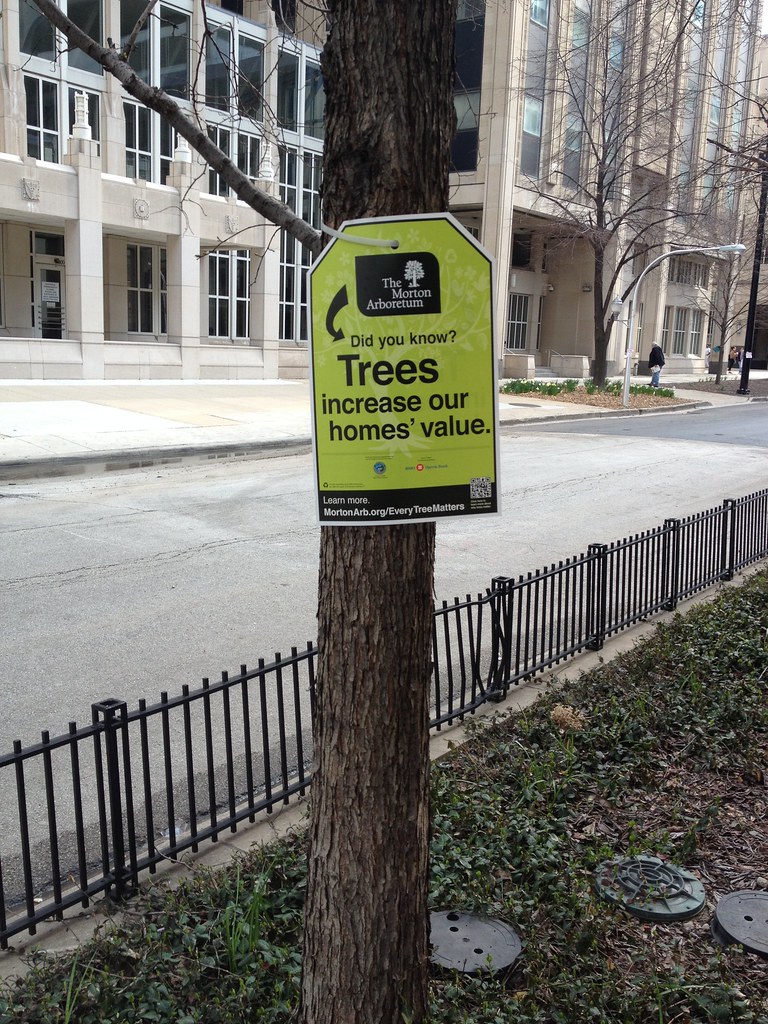 The
Morton
Arboretum
Did you know?
Trees
increase our
homes' value.
Learn more.
MortonArb.org/EveryTreeMatters